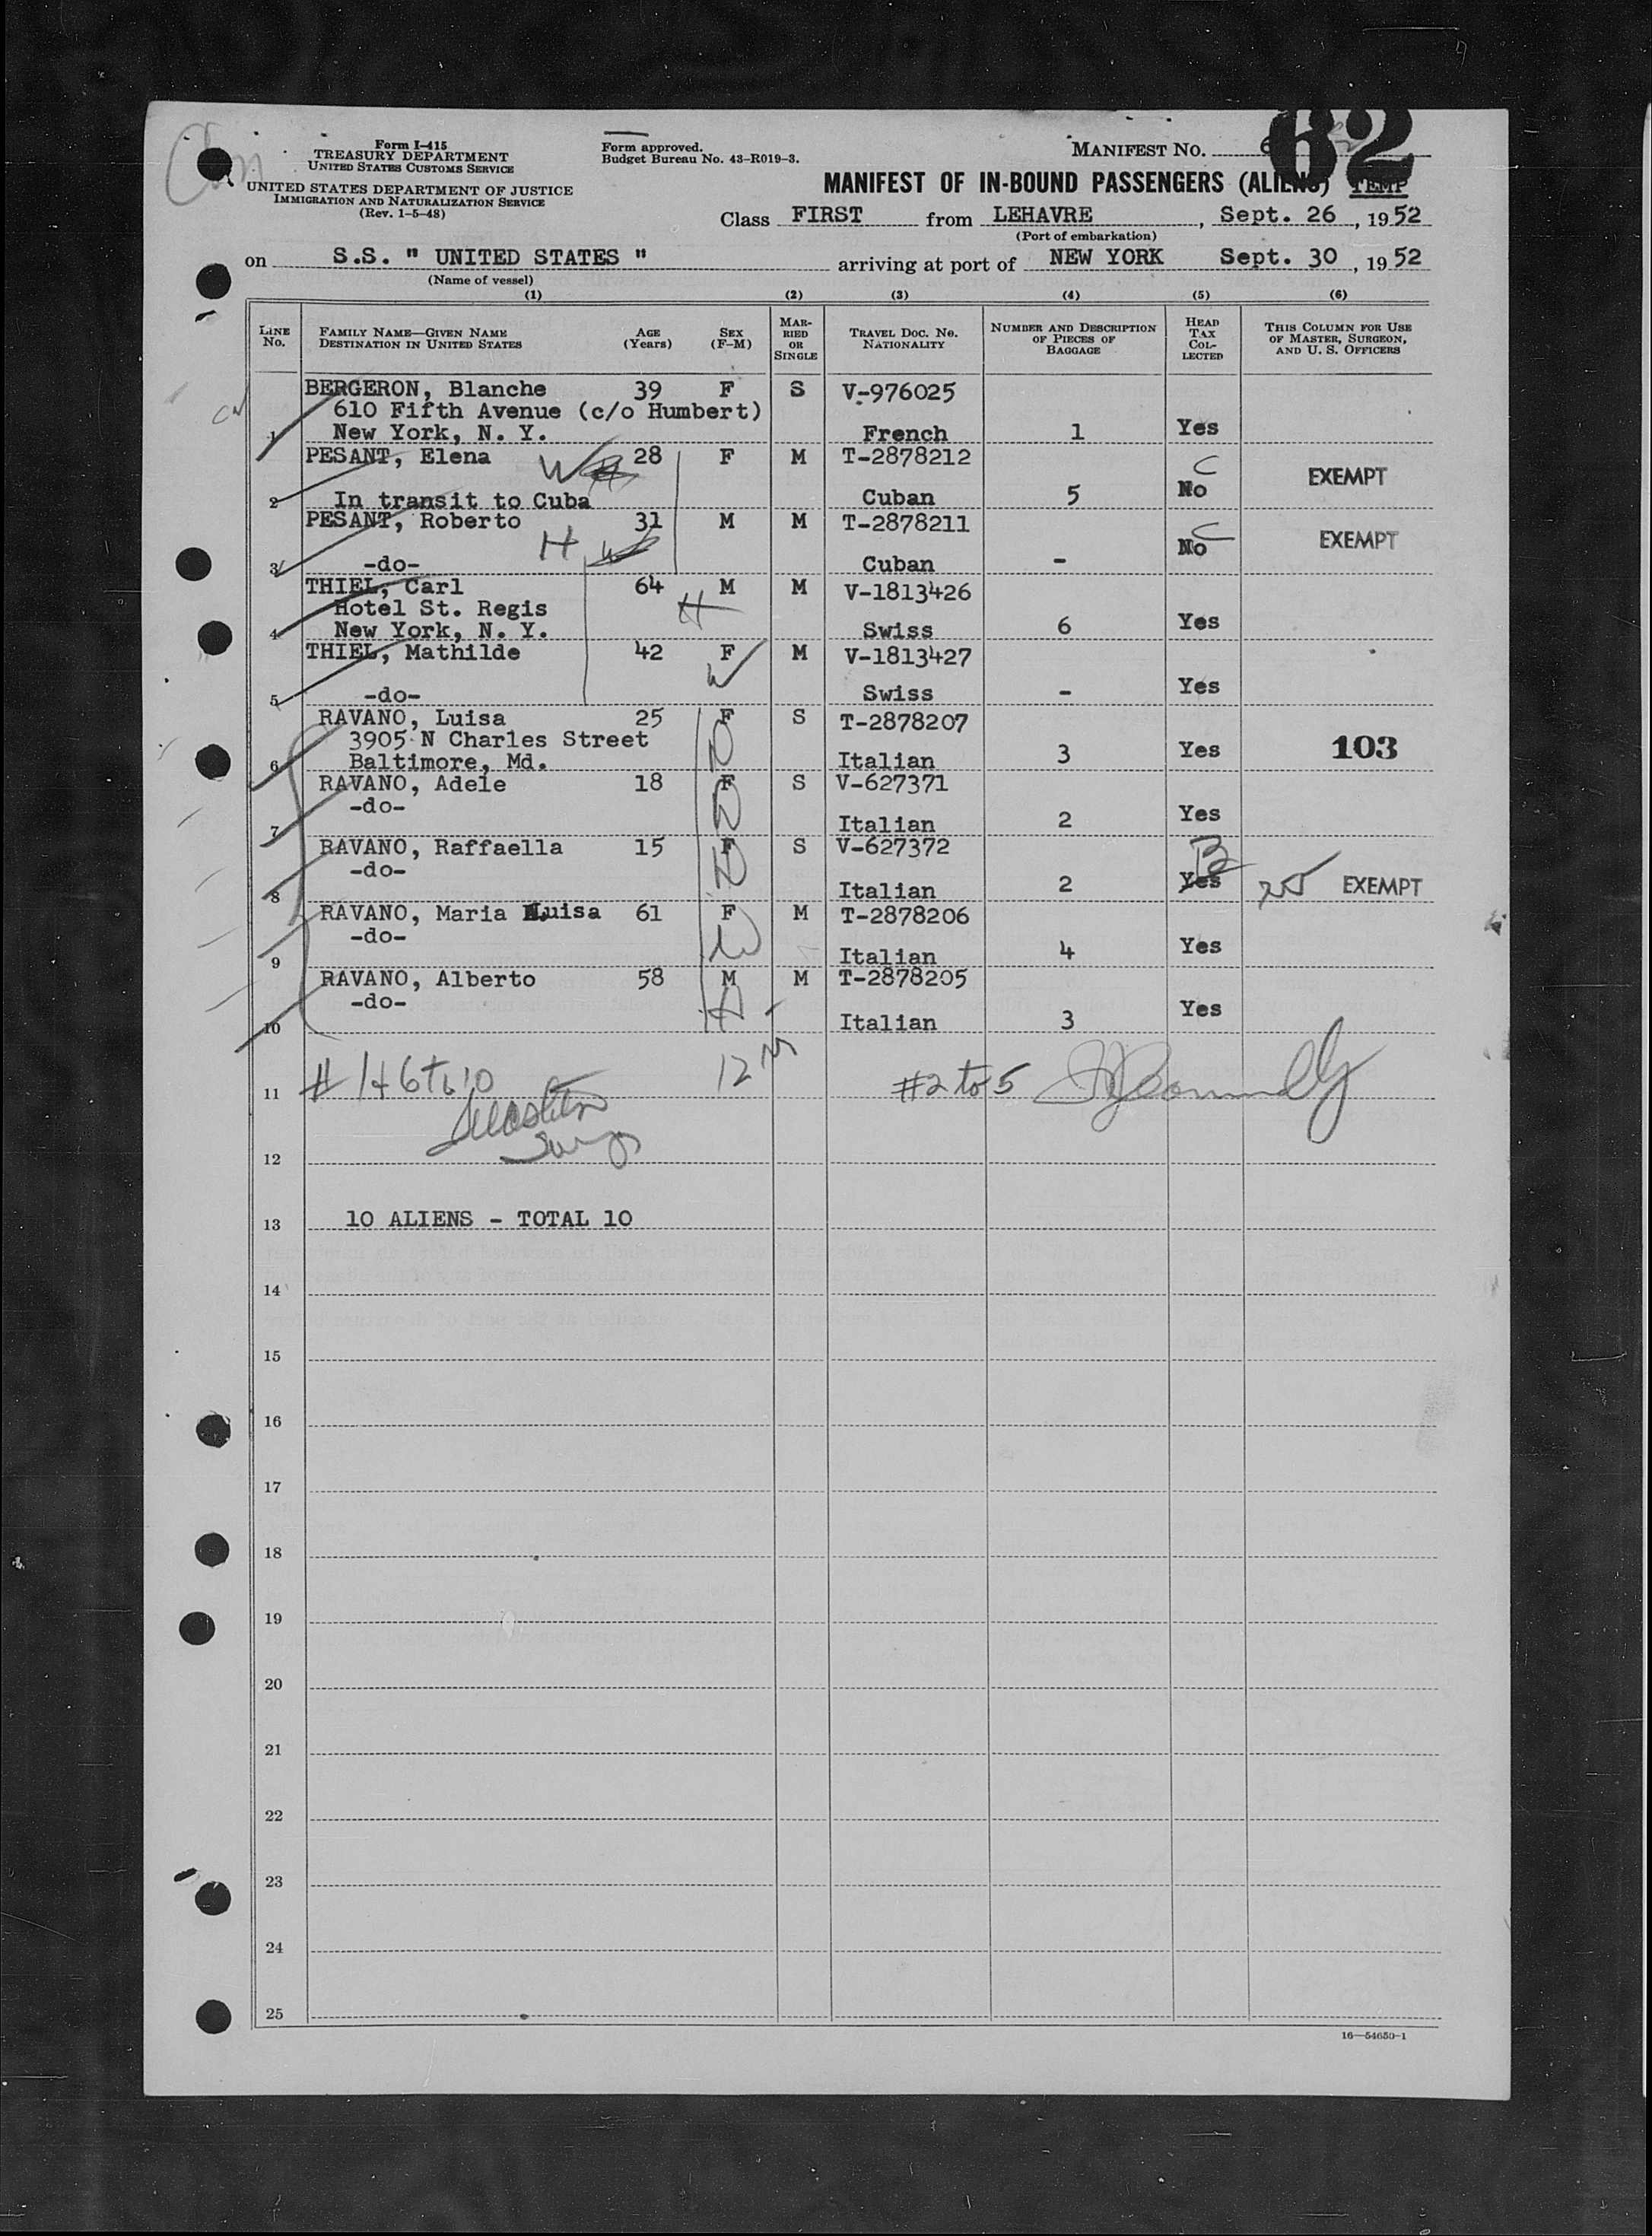 62
Form I-415
TREASURY DEPARTMENT
UNITED STATES CUSTOMS SERVICE
UNITED STATES DEPARTMENT OF JUSTICE
IMMIGRATION AND NATURALIZATION SERVICE
(Rev. 1-5-48)
Form approved.
Budget Bureau No. 43-R019-3.
MANIFEST NO.
MANIFEST OF IN-BOUND PASSENGERS (ALIENS) TEMP
Class FIRST from LEHAVRE, Sept. 26, 1952
(Port of embarkation)
on S.S. " UNITED STATES " arriving at port of NEW YORK Sept. 30, 1952
(Name of vessel)
(1) (2) (3) (4) (5) (6)
LINE No. FAMILY NAME—GIVEN NAME DESTINATION IN UNITED STATES AGE (Years) SEX (F-M) MARRIED OR SINGLE TRAVEL DOC. NO. NATIONALITY NUMBER AND DESCRIPTION OF PIECES OF BAGGAGE HEAD TAX COLLECTED THIS COLUMN FOR USE OF MASTER, SURGEON, AND U. S. OFFICERS
BERGERON, Blanche 39 F S V-976025
610 Fifth Avenue (c/o Humbert)
1 New York, N. Y. French 1 Yes
PESANT, Elena W 28 F M T-2878212
2 In transit to Cuba Cuban 5 No C EXEMPT
PESANT, Roberto 31 M M T-2878211
H
3 -do- Cuban - No C EXEMPT
THIEL, Carl 64 M M V-1813426
Hotel St. Regis H
4 New York, N. Y. Swiss 6 Yes
THIEL, Mathilde 42 F M V-1813427
W
5 -do- Swiss - Yes
RAVANO, Luisa 25 F S T-2878207
3905 N Charles Street
6 Baltimore, Md. Italian 3 Yes 103
RAVANO, Adele 18 F S V-627371
-do-
7 Italian 2 Yes
RAVANO, Raffaella 15 F S V-627372
-do-
8 Italian 2 Yes B EXEMPT
RAVANO, Maria Luisa 61 F M T-2878206
-do- W
9 Italian 4 Yes
RAVANO, Alberto 58 M M T-2878205
-do- H
10 Italian 3 Yes
11 # 1+6 to 10 #2 to 5
12
13 10 ALIENS - TOTAL 10
14
15
16
17
18
19
20
21
22
23
24
25
16—54650-1